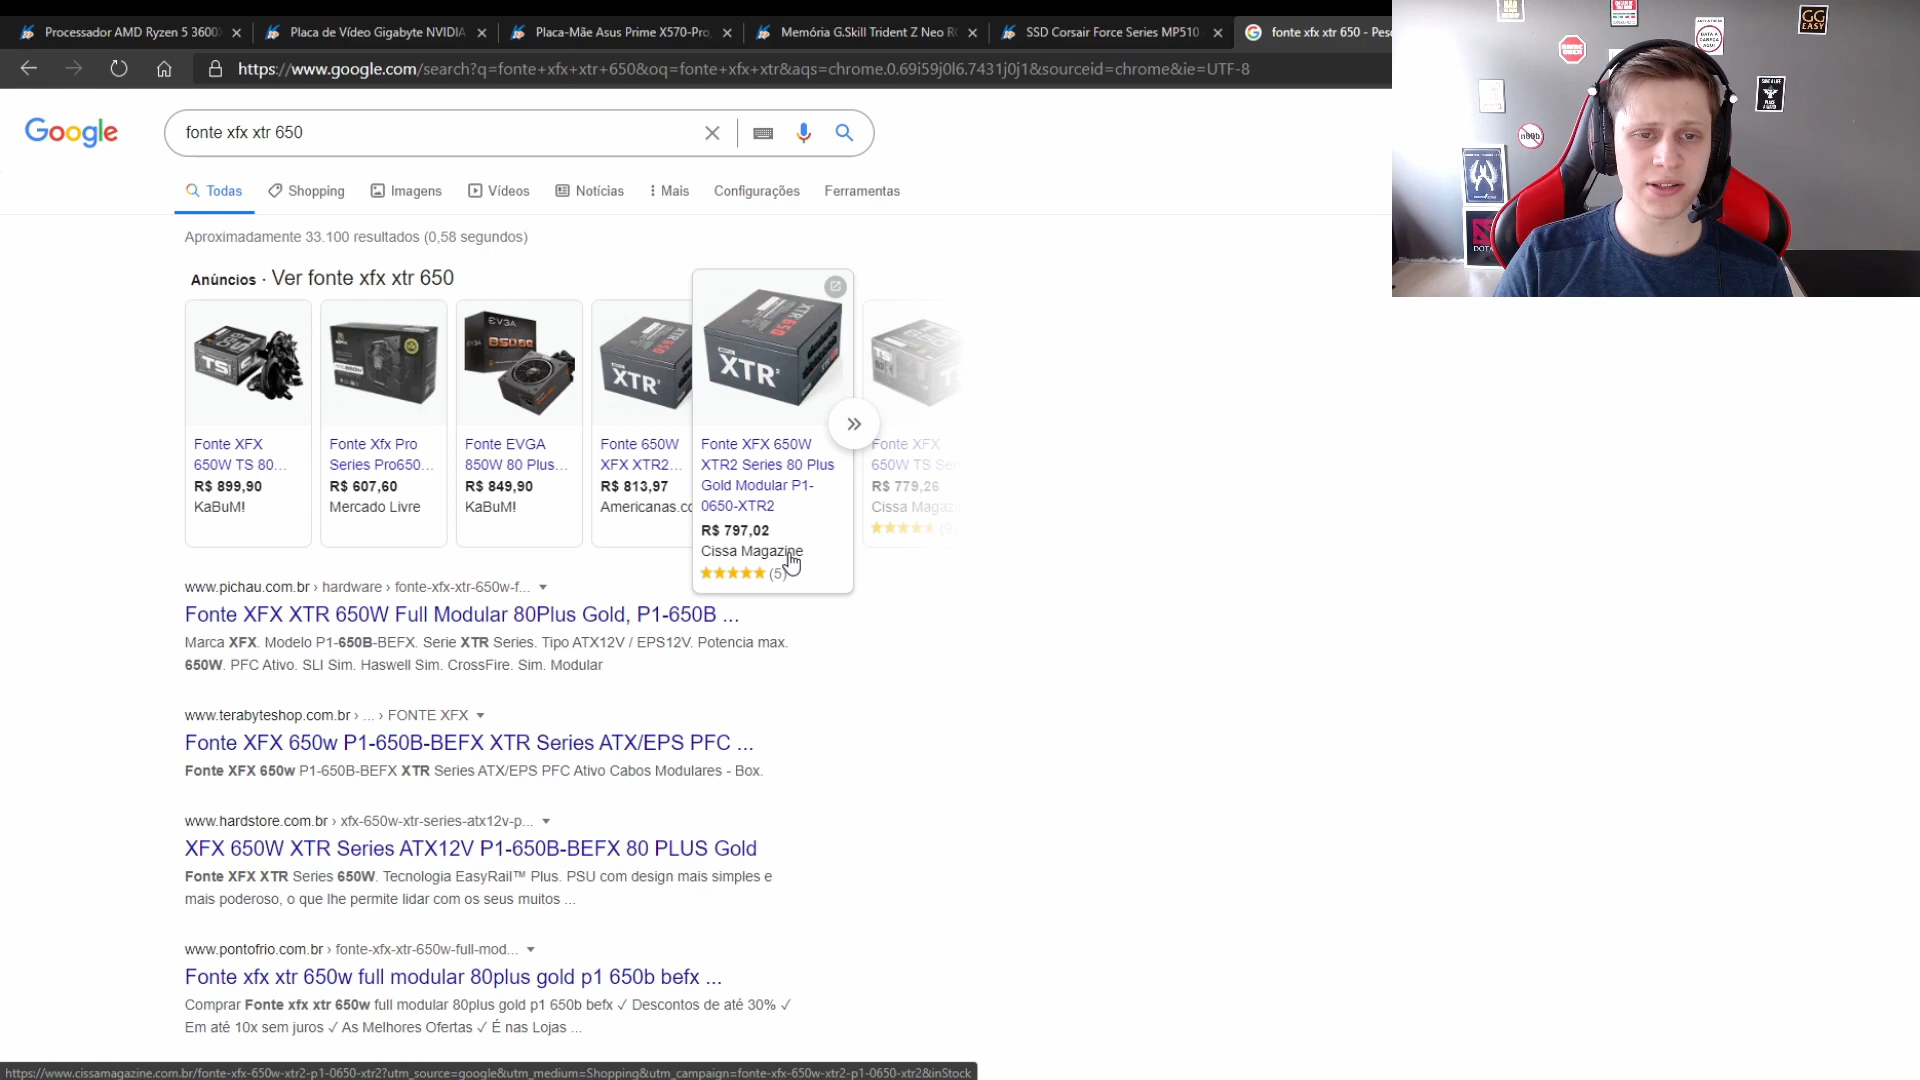 Processador AMD Ryzen 5 3600X
Placa de Vídeo Gigabyte NVIDIA
Placa-Mãe Asus Prime X570-Pro,
Memória G.Skill Trident Z Neo RG
SSD Corsair Force Series MP510
fonte xfx xtr 650 - Pesq
https://www.google.com/search?q=fonte+xfx+xtr+650&oq=fonte+xfx+xtr&aqs=chrome.0.69i59j0l6.7431j0j1&sourceid=chrome&ie=UTF-8
Google
fonte xfx xtr 650
Todas Shopping Imagens Vídeos Notícias Mais Configurações Ferramentas
Aproximadamente 33.100 resultados (0,58 segundos)
Anúncios · Ver fonte xfx xtr 650
Fonte XFX
650W TS 80...
R$ 899,90
KaBuM!
Fonte Xfx Pro
Series Pro650...
R$ 607,60
Mercado Livre
Fonte EVGA
850W 80 Plus...
R$ 849,90
KaBuM!
Fonte 650W
XFX XTR2...
R$ 813,97
Americanas.co
XTR 650
XTR²
Fonte XFX 650W
XTR2 Series 80 Plus
Gold Modular P1-
0650-XTR2
R$ 797,02
Cissa Magazine
(5)
Fonte XFX
650W TS Se
R$ 779,26
Cissa Magaz
www.pichau.com.br › hardware › fonte-xfx-xtr-650w-f...
Fonte XFX XTR 650W Full Modular 80Plus Gold, P1-650B ...
Marca XFX. Modelo P1-650B-BEFX. Serie XTR Series. Tipo ATX12V / EPS12V. Potencia max.
650W. PFC Ativo. SLI Sim. Haswell Sim. CrossFire. Sim. Modular
www.terabyteshop.com.br › ... › FONTE XFX
Fonte XFX 650w P1-650B-BEFX XTR Series ATX/EPS PFC ...
Fonte XFX 650w P1-650B-BEFX XTR Series ATX/EPS PFC Ativo Cabos Modulares - Box.
www.hardstore.com.br › xfx-650w-xtr-series-atx12v-p...
XFX 650W XTR Series ATX12V P1-650B-BEFX 80 PLUS Gold
Fonte XFX XTR Series 650W. Tecnologia EasyRail™ Plus. PSU com design mais simples e
mais poderoso, o que lhe permite lidar com os seus muitos ...
www.pontofrio.com.br › fonte-xfx-xtr-650w-full-mod...
Fonte xfx xtr 650w full modular 80plus gold p1 650b befx ...
Comprar Fonte xfx xtr 650w full modular 80plus gold p1 650b befx ✓ Descontos de até 30% ✓
Em até 10x sem juros ✓ As Melhores Ofertas ✓ É nas Lojas ...
https://www.cissamagazine.com.br/fonte-xfx-650w-xtr2-p1-0650-xtr2?utm_source=google&utm_medium=Shopping&utm_campaign=fonte-xfx-650w-xtr2-p1-0650-xtr2&inStock
GG
EASY
n00b
DOTA